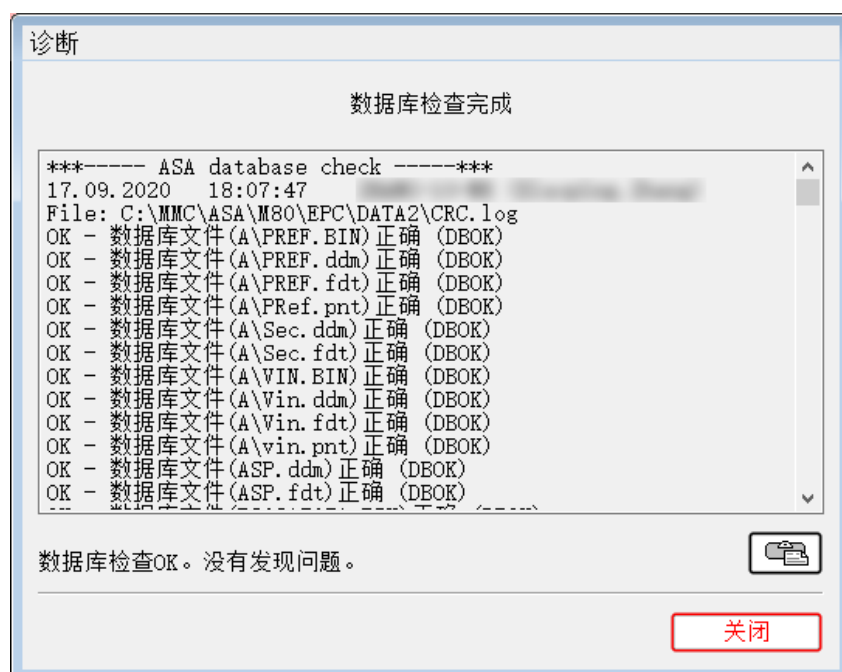 诊断
数据库检查完成
***----- ASA database check -----***
17.09.2020 18:07:47
File: C:\MMC\ASA\M80\EPC\DATA2\CRC.log
OK - 数据库文件(A\PREF.BIN)正确 (DBOK)
OK - 数据库文件(A\PREF.ddm)正确 (DBOK)
OK - 数据库文件(A\PREF.fdt)正确 (DBOK)
OK - 数据库文件(A\PRef.pnt)正确 (DBOK)
OK - 数据库文件(A\Sec.ddm)正确 (DBOK)
OK - 数据库文件(A\Sec.fdt)正确 (DBOK)
OK - 数据库文件(A\VIN.BIN)正确 (DBOK)
OK - 数据库文件(A\Vin.ddm)正确 (DBOK)
OK - 数据库文件(A\Vin.fdt)正确 (DBOK)
OK - 数据库文件(A\vin.pnt)正确 (DBOK)
OK - 数据库文件(ASP.ddm)正确 (DBOK)
OK - 数据库文件(ASP.fdt)正确 (DBOK)
数据库检查OK。没有发现问题。
关闭